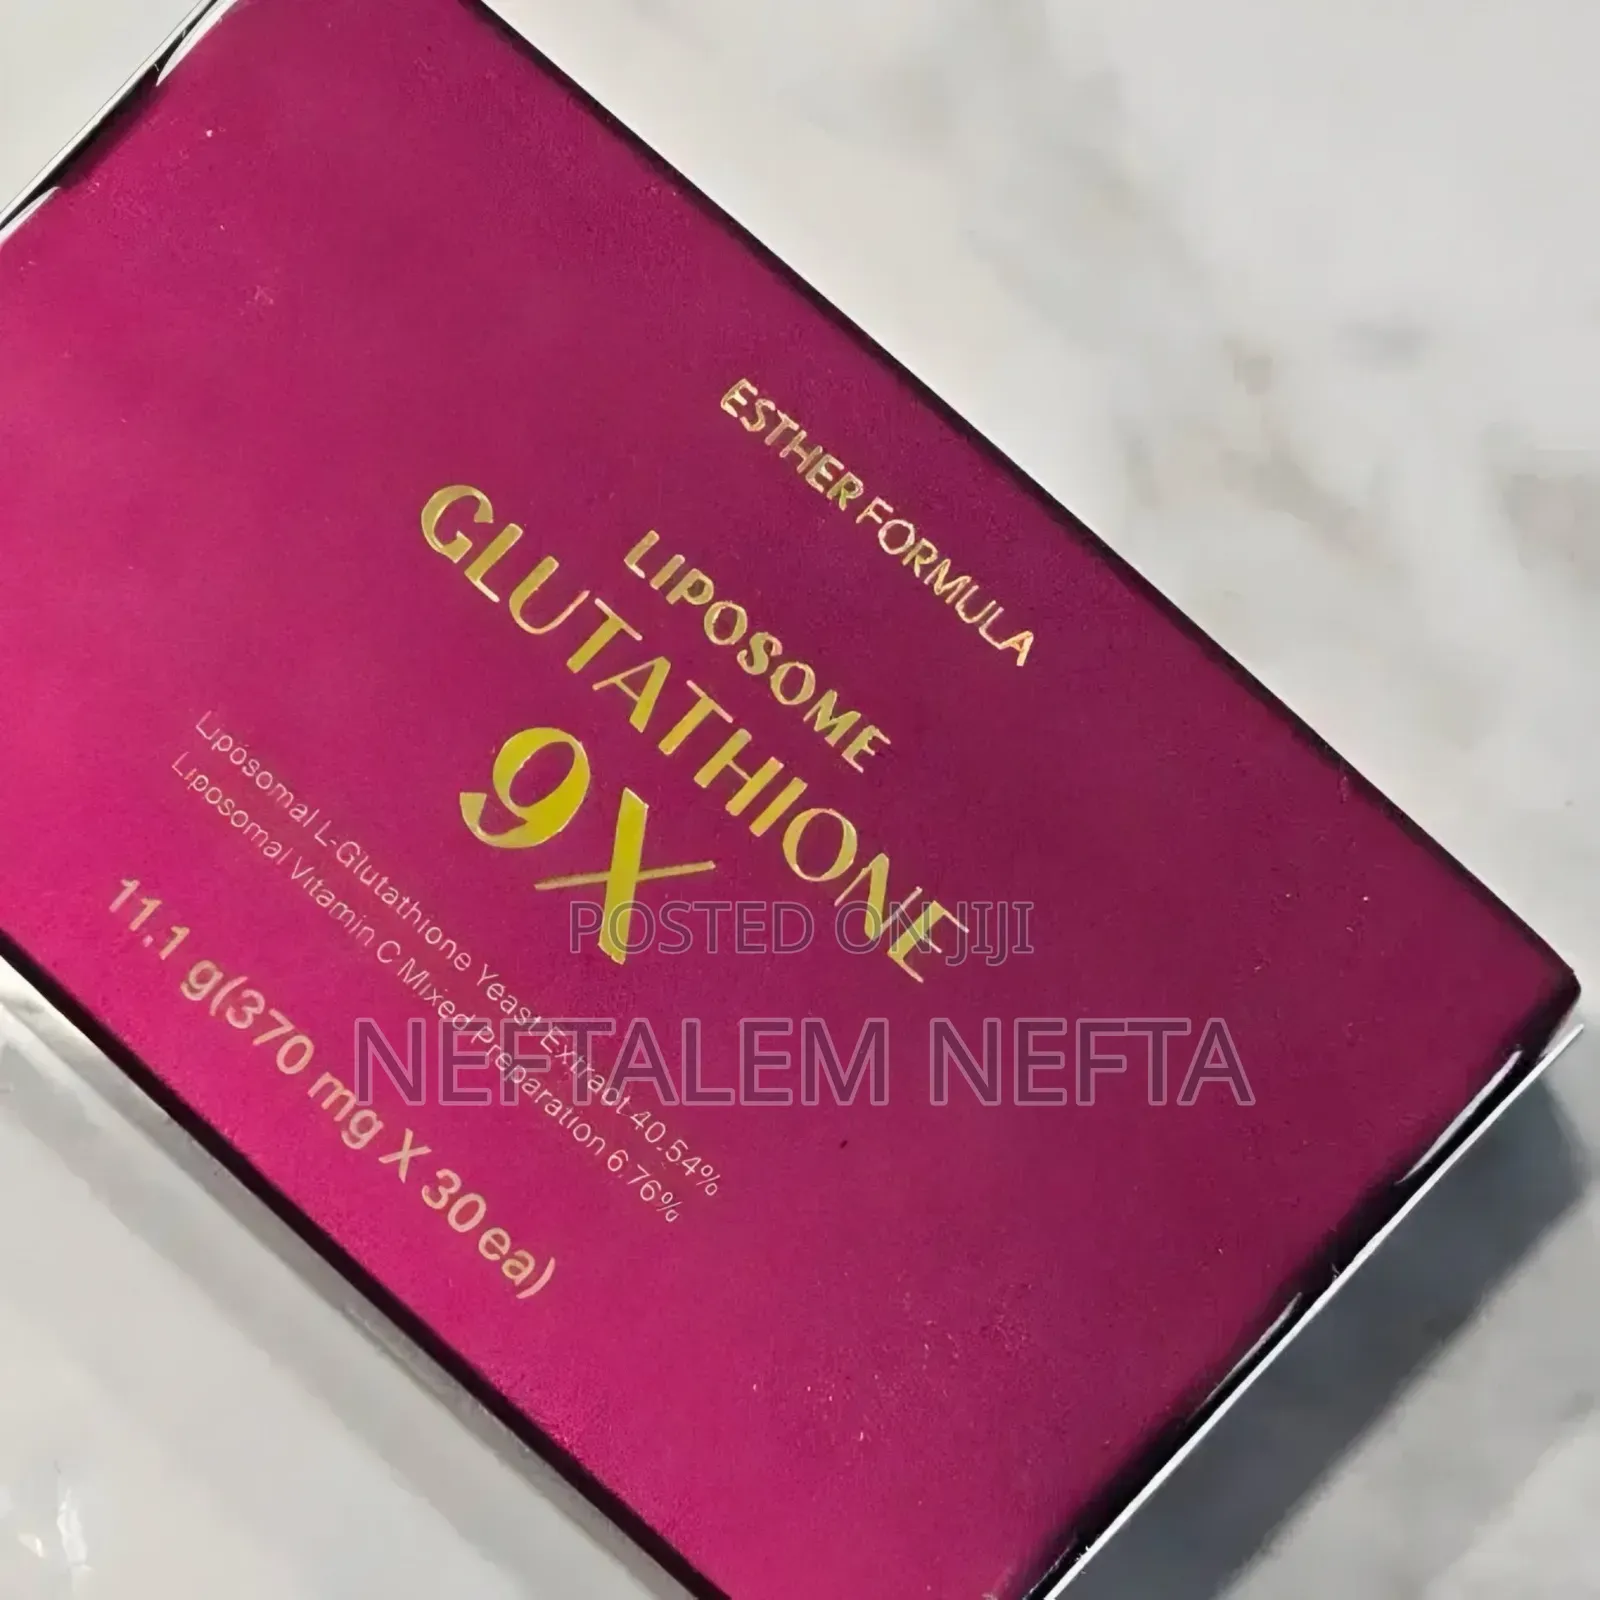 ESTHER FORMULA
LIPOSOME
GLUTATHIONE
9X
Liposomal L-Glutathione Yeast Extract 40.54%
Liposomal Vitamin C Mixed Preparation 6.76%
11.1 g(370 mg X 30 ea)
POSTED ON JIJI
NEFTALEM NEFTA